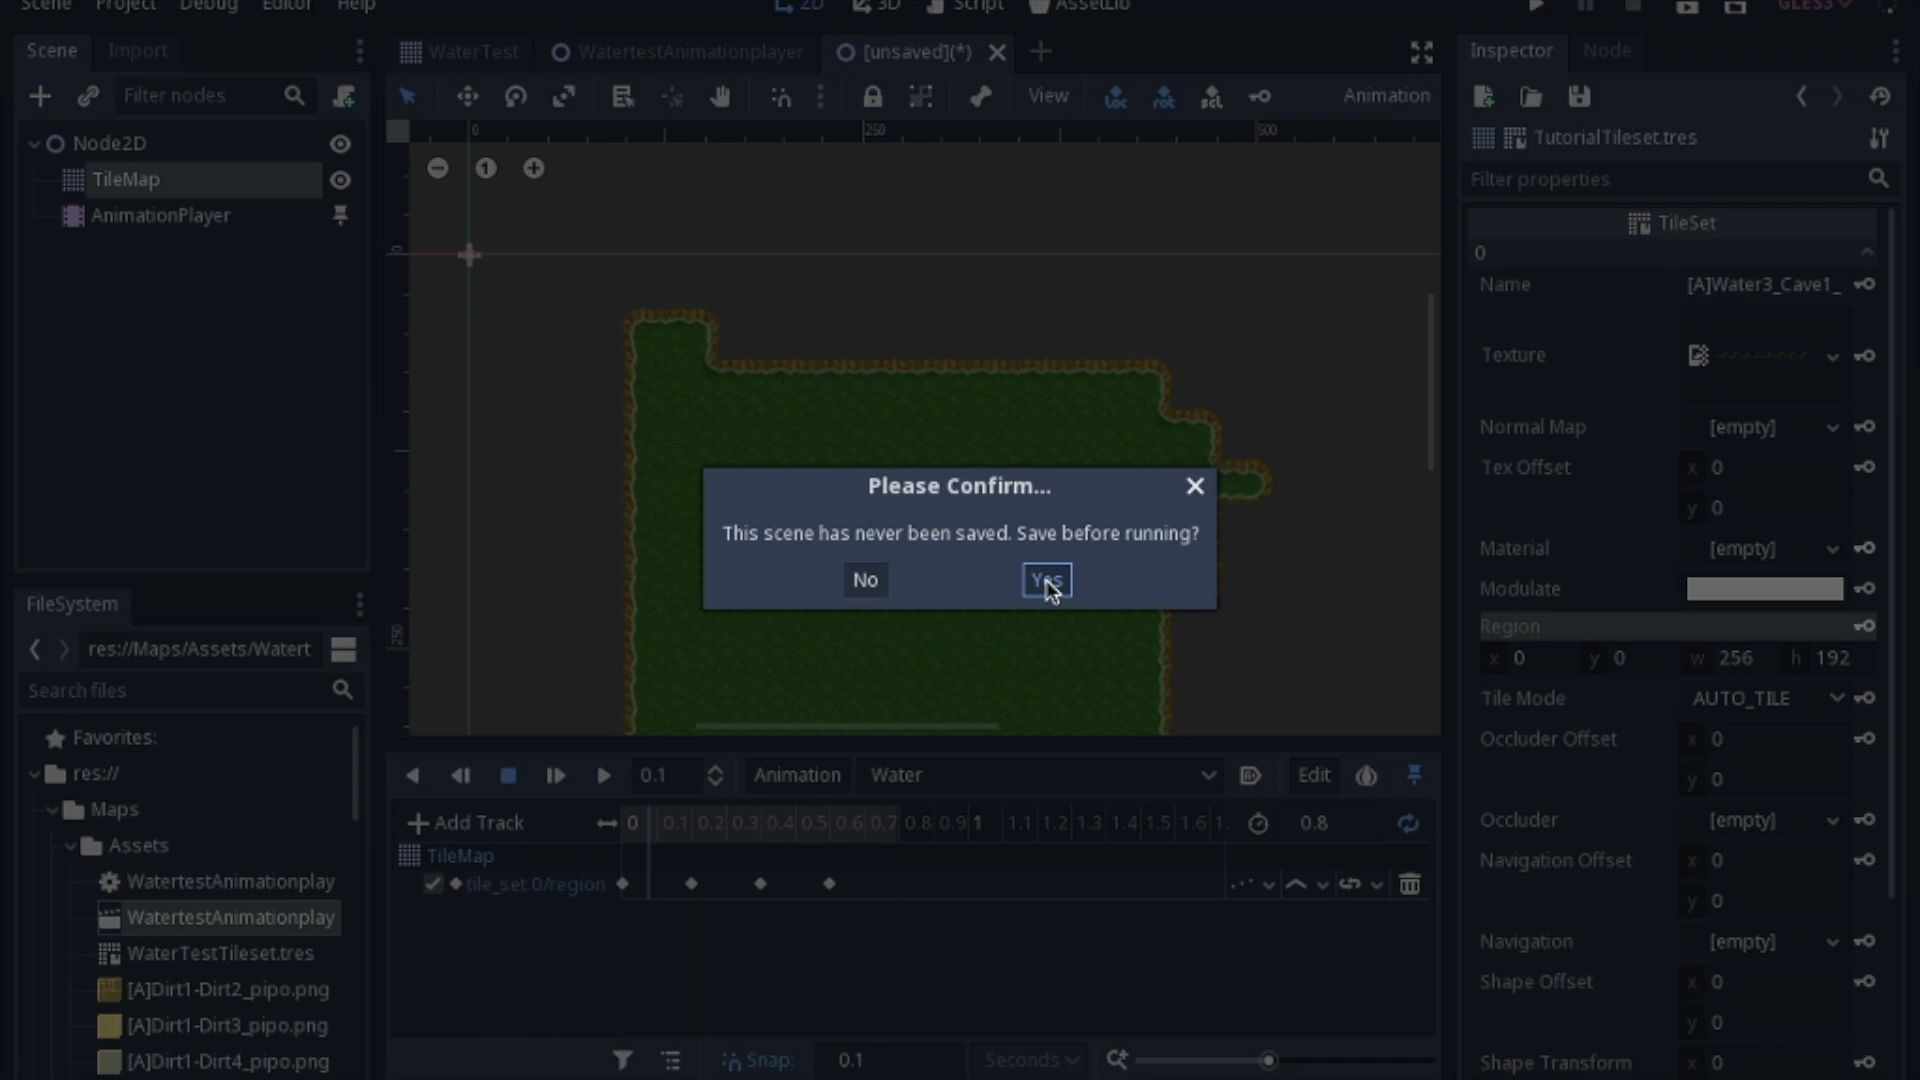 Scene Project Debug Editor Help
2D 3D Script AssetLib
GLES3
Scene Import
WaterTest WatertestAnimationplayer [unsaved](*)
Inspector Node
Filter nodes
View
Animation
Node2D
TileMap
AnimationPlayer
0 250 500
0
250
1
TutorialTileset.tres
Filter properties
TileSet
0
Name [A]Water3_Cave1_
Texture
Normal Map [empty]
Tex Offset x 0
y 0
Material [empty]
Modulate
Region
x 0 y 0 w 256 h 192
Tile Mode AUTO_TILE
Occluder Offset x 0
y 0
Occluder [empty]
Navigation Offset x 0
y 0
Navigation [empty]
Shape Offset x 0
y 0
Shape Transform x 0
Please Confirm...
This scene has never been saved. Save before running?
No Yes
FileSystem
res://Maps/Assets/Watert
Search files
Favorites:
res://
Maps
Assets
WatertestAnimationplay
WatertestAnimationplay
WaterTestTileset.tres
[A]Dirt1-Dirt2_pipo.png
[A]Dirt1-Dirt3_pipo.png
[A]Dirt1-Dirt4_pipo.png
0.1 Animation Water Edit
Add Track 0 0.1 0.2 0.3 0.4 0.5 0.6 0.7 0.8 0.9 1 1.1 1.2 1.3 1.4 1.5 1.6 1. 0.8
TileMap
tile_set:0/region
Snap: 0.1 Seconds